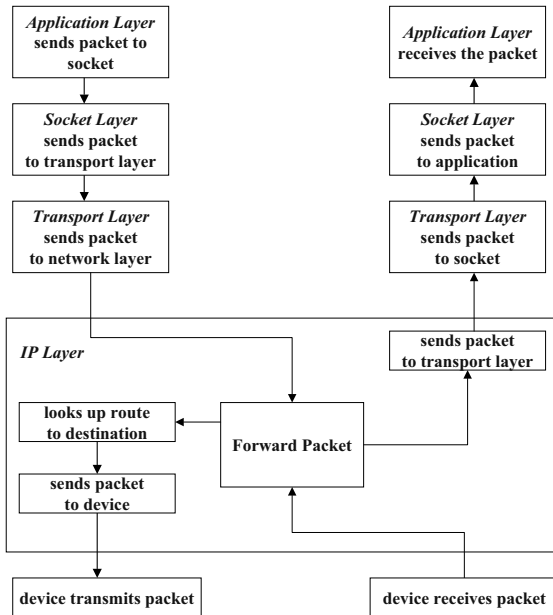 Application Layer
sends packet to
socket
Application Layer
receives the packet
Socket Layer
sends packet
to transport layer
Socket Layer
sends packet
to application
Transport Layer
sends packet
to network layer
Transport Layer
sends packet
to socket
IP Layer
sends packet
to transport layer
looks up route
to destination
Forward Packet
sends packet
to device
device transmits packet
device receives packet